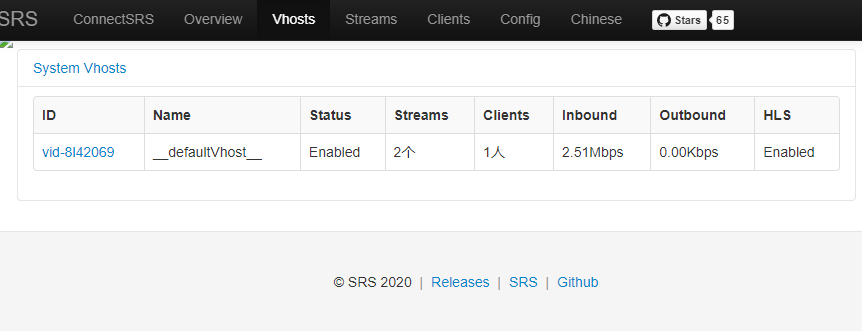 SRS ConnectSRS Overview Vhosts Streams Clients Config Chinese Stars 65
System Vhosts
ID Name Status Streams Clients Inbound Outbound HLS
vid-8l42069 __defaultVhost__ Enabled 2个 1人 2.51Mbps 0.00Kbps Enabled
© SRS 2020 | Releases | SRS | Github